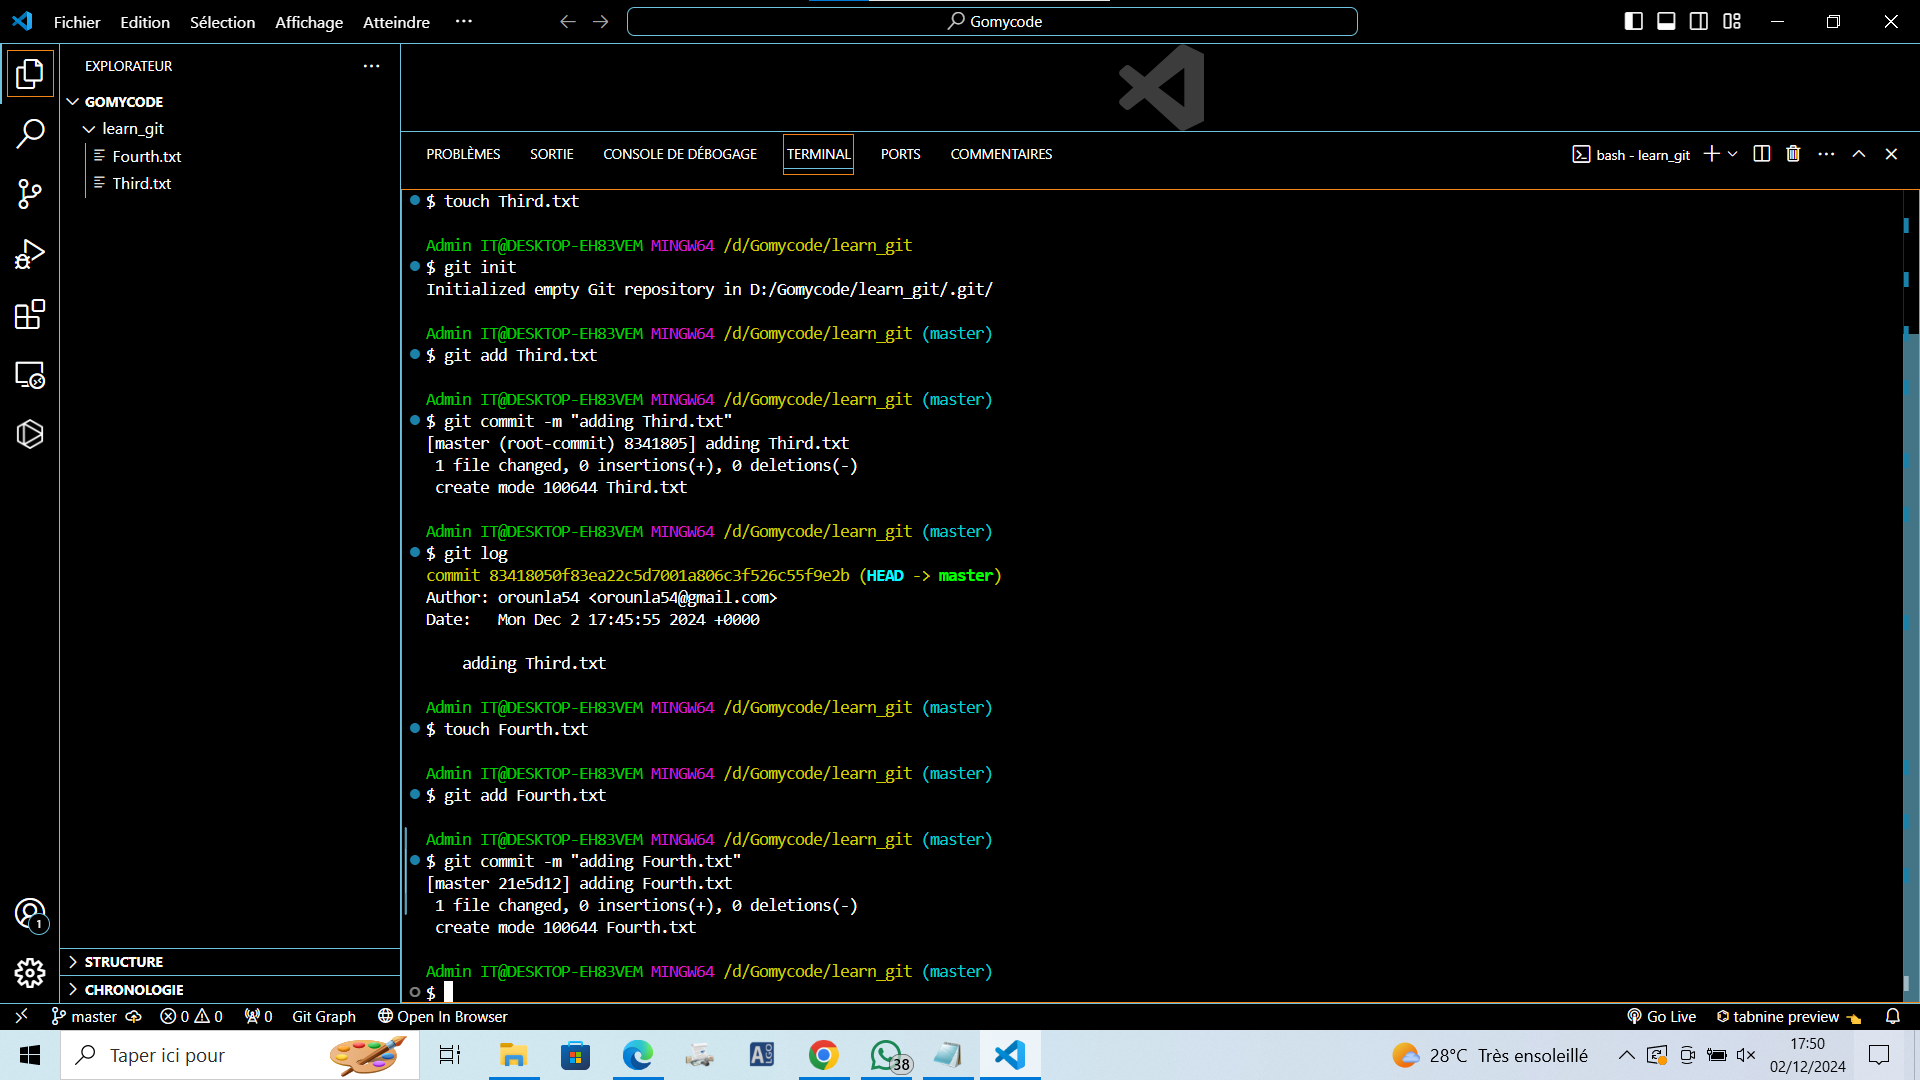 Fichier Edition Sélection Affichage Atteindre ··· Gomycode
EXPLORATEUR ···
GOMYCODE
learn_git
Fourth.txt
Third.txt
PROBLÈMES SORTIE CONSOLE DE DÉBOGAGE TERMINAL PORTS COMMENTAIRES bash - learn_git
$ touch Third.txt
Admin IT@DESKTOP-EH83VEM MINGW64 /d/Gomycode/learn_git
$ git init
Initialized empty Git repository in D:/Gomycode/learn_git/.git/
Admin IT@DESKTOP-EH83VEM MINGW64 /d/Gomycode/learn_git (master)
$ git add Third.txt
Admin IT@DESKTOP-EH83VEM MINGW64 /d/Gomycode/learn_git (master)
$ git commit -m "adding Third.txt"
[master (root-commit) 8341805] adding Third.txt
1 file changed, 0 insertions(+), 0 deletions(-)
create mode 100644 Third.txt
Admin IT@DESKTOP-EH83VEM MINGW64 /d/Gomycode/learn_git (master)
$ git log
commit 83418050f83ea22c5d7001a806c3f526c55f9e2b (HEAD -> master)
Author: orounla54 <orounla54@gmail.com>
Date:   Mon Dec 2 17:45:55 2024 +0000
adding Third.txt
Admin IT@DESKTOP-EH83VEM MINGW64 /d/Gomycode/learn_git (master)
$ touch Fourth.txt
Admin IT@DESKTOP-EH83VEM MINGW64 /d/Gomycode/learn_git (master)
$ git add Fourth.txt
Admin IT@DESKTOP-EH83VEM MINGW64 /d/Gomycode/learn_git (master)
$ git commit -m "adding Fourth.txt"
[master 21e5d12] adding Fourth.txt
1 file changed, 0 insertions(+), 0 deletions(-)
create mode 100644 Fourth.txt
Admin IT@DESKTOP-EH83VEM MINGW64 /d/Gomycode/learn_git (master)
$
1
STRUCTURE
CHRONOLOGIE
master 0 0 0 Git Graph Open In Browser Go Live tabnine preview
Taper ici pour ALGO 38 28°C Très ensoleillé 17:50
02/12/2024